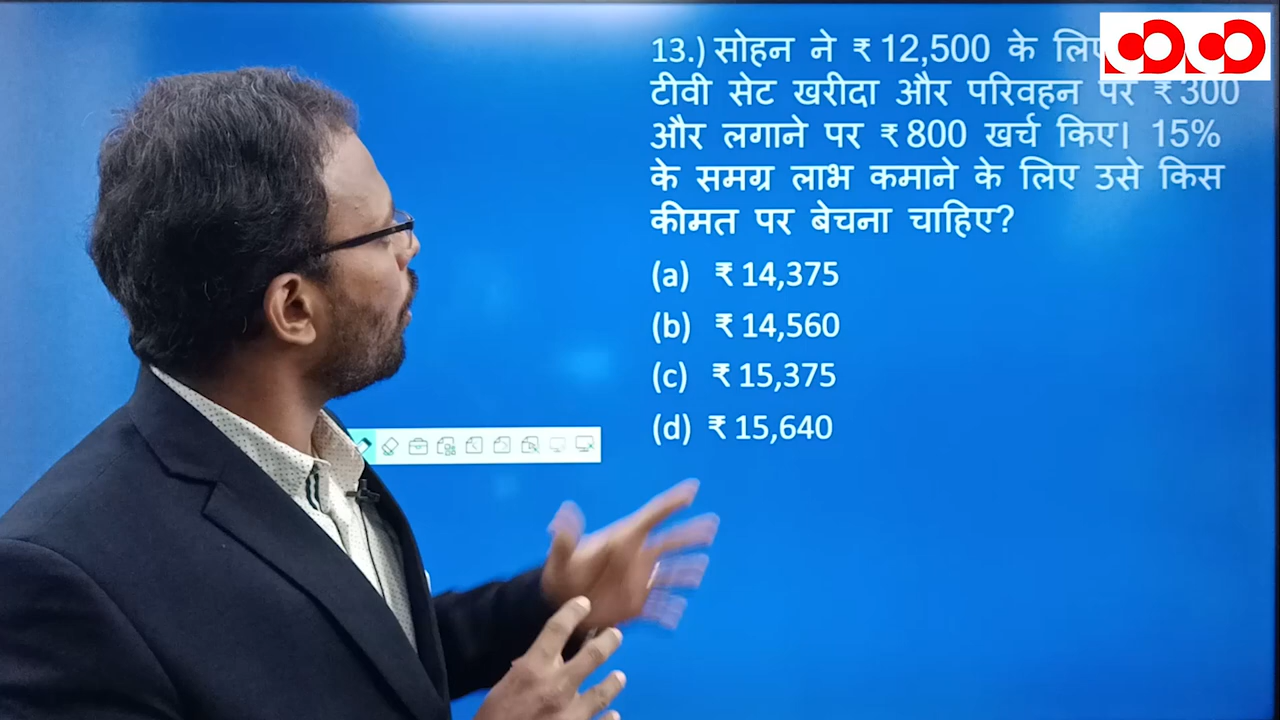 13.) सोहन ने ₹ 12,500 के लिए
टीवी सेट खरीदा और परिवहन पर ₹ 300
और लगाने पर ₹ 800 खर्च किए। 15%
के समग्र लाभ कमाने के लिए उसे किस
कीमत पर बेचना चाहिए?
(a) ₹ 14,375
(b) ₹ 14,560
(c) ₹ 15,375
(d) ₹ 15,640